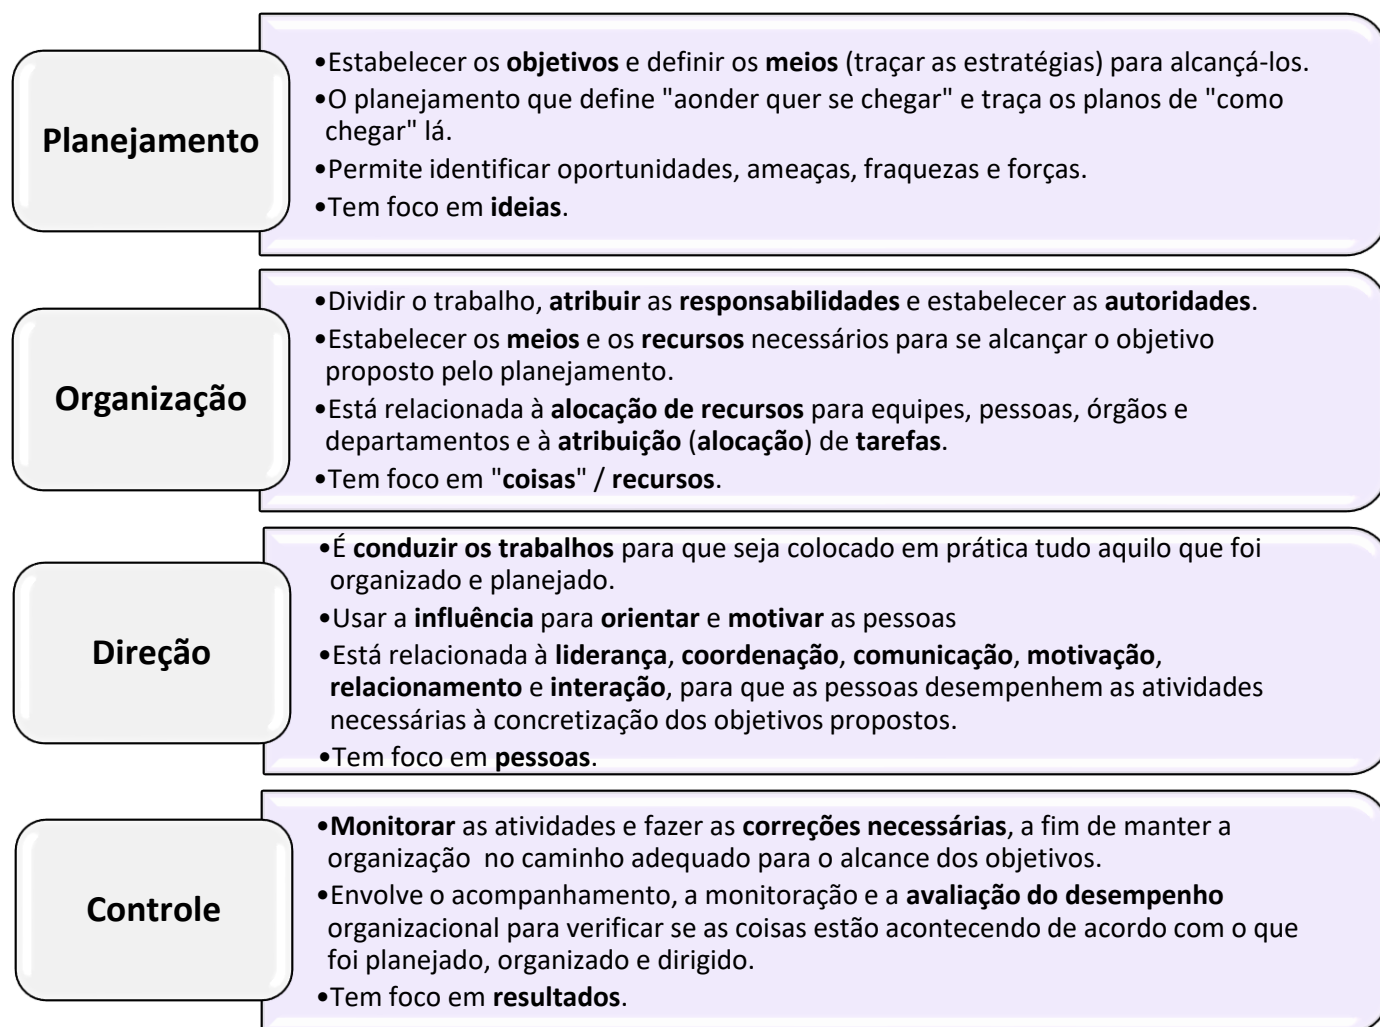 Planejamento
•Estabelecer os objetivos e definir os meios (traçar as estratégias) para alcançá-los.
•O planejamento que define "aonder quer se chegar" e traça os planos de "como
chegar" lá.
•Permite identificar oportunidades, ameaças, fraquezas e forças.
•Tem foco em ideias.
Organização
•Dividir o trabalho, atribuir as responsabilidades e estabelecer as autoridades.
•Estabelecer os meios e os recursos necessários para se alcançar o objetivo
proposto pelo planejamento.
•Está relacionada à alocação de recursos para equipes, pessoas, órgãos e
departamentos e à atribuição (alocação) de tarefas.
•Tem foco em "coisas" / recursos.
Direção
•É conduzir os trabalhos para que seja colocado em prática tudo aquilo que foi
organizado e planejado.
•Usar a influência para orientar e motivar as pessoas
•Está relacionada à liderança, coordenação, comunicação, motivação,
relacionamento e interação, para que as pessoas desempenhem as atividades
necessárias à concretização dos objetivos propostos.
•Tem foco em pessoas.
Controle
•Monitorar as atividades e fazer as correções necessárias, a fim de manter a
organização  no caminho adequado para o alcance dos objetivos.
•Envolve o acompanhamento, a monitoração e a avaliação do desempenho
organizacional para verificar se as coisas estão acontecendo de acordo com o que
foi planejado, organizado e dirigido.
•Tem foco em resultados.